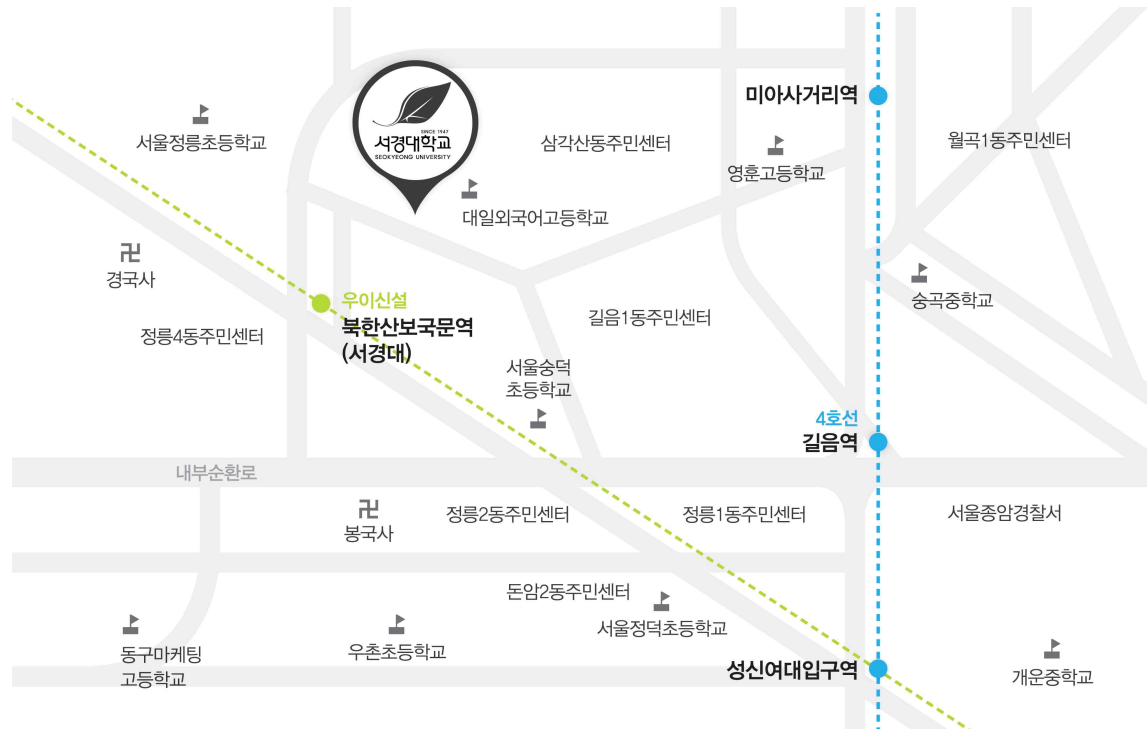 미아사거리역
서울정릉초등학교
SINCE 1947
서경대학교
SEOKYEONG UNIVERSITY
삼각산동주민센터
영훈고등학교
월곡1동주민센터
대일외국어고등학교
경국사
숭곡중학교
우이신설
북한산보국문역
(서경대)
정릉4동주민센터
길음1동주민센터
서울숭덕
초등학교
4호선
길음역
내부순환로
봉국사
정릉2동주민센터
정릉1동주민센터
서울종암경찰서
돈암2동주민센터
서울정덕초등학교
동구마케팅
고등학교
우촌초등학교
성신여대입구역
개운중학교